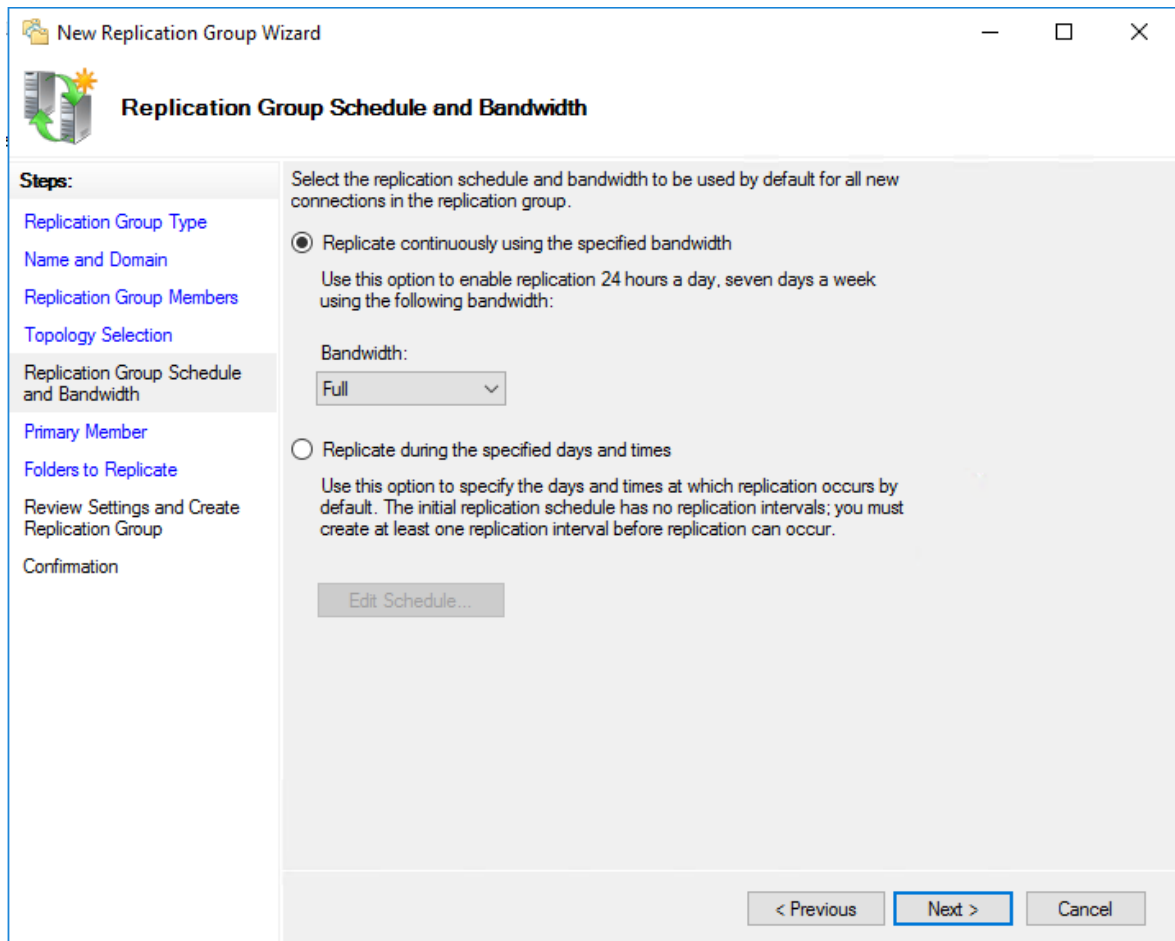 New Replication Group Wizard
Replication Group Schedule and Bandwidth
Steps:
Replication Group Type
Name and Domain
Replication Group Members
Topology Selection
Replication Group Schedule
and Bandwidth
Primary Member
Folders to Replicate
Review Settings and Create
Replication Group
Confirmation
Select the replication schedule and bandwidth to be used by default for all new
connections in the replication group.
Replicate continuously using the specified bandwidth
Use this option to enable replication 24 hours a day, seven days a week
using the following bandwidth:
Bandwidth:
Full
Replicate during the specified days and times
Use this option to specify the days and times at which replication occurs by
default. The initial replication schedule has no replication intervals; you must
create at least one replication interval before replication can occur.
Edit Schedule...
< Previous
Next >
Cancel